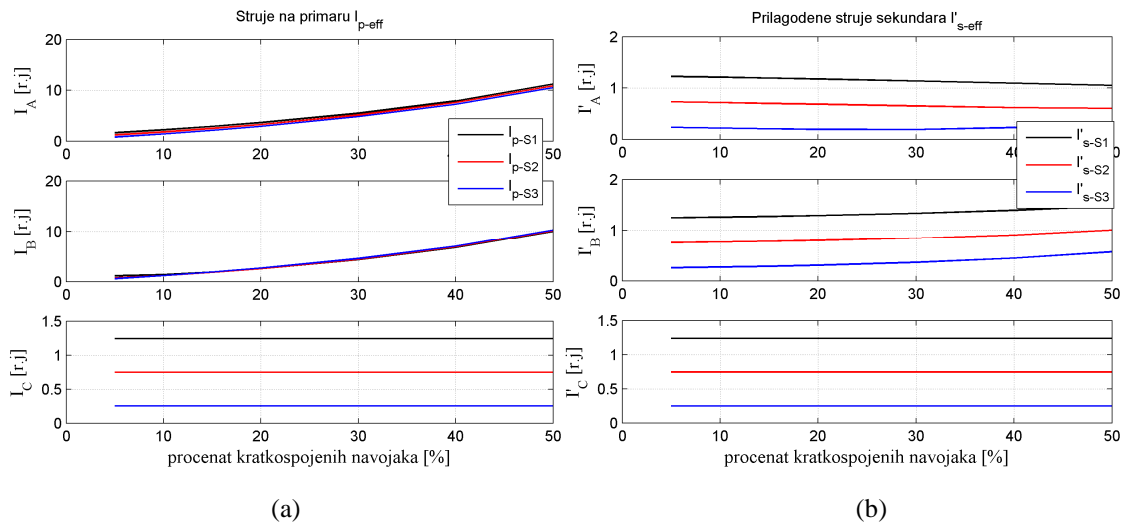 Struje na primaru I_p-eff
20
10
0
I_A [r.j]
0 10 20 30 40 50
I_p-S1
I_p-S2
I_p-S3
20
10
0
I_B [r.j]
0 10 20 30 40 50
1.5
1
0.5
0
I_C [r.j]
0 10 20 30 40 50
procenat kratkospojenih navojaka [%]
(a)
Prilagodene struje sekundara I'_s-eff
2
1
0
I'_A [r.j]
0 10 20 30 40 50
I'_s-S1
I'_s-S2
I'_s-S3
2
1
0
I'_B [r.j]
0 10 20 30 40 50
1.5
1
0.5
0
I'_C [r.j]
0 10 20 30 40 50
procenat kratkospojenih navojaka [%]
(b)